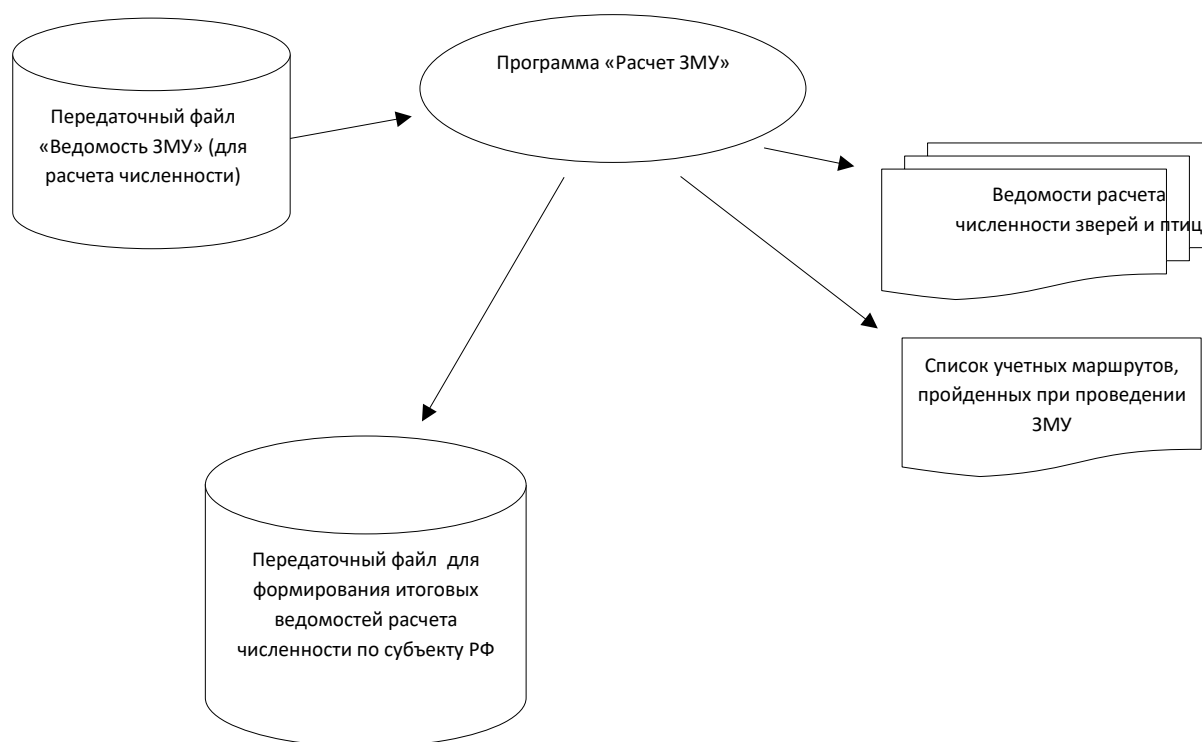 Программа «Расчет ЗМУ»
Передаточный файл
«Ведомость ЗМУ» (для
расчета численности)
Ведомости расчета
численности зверей и птиц
Список учетных маршрутов,
пройденных при проведении
ЗМУ
Передаточный файл для
формирования итоговых
ведомостей расчета
численности по субъекту РФ